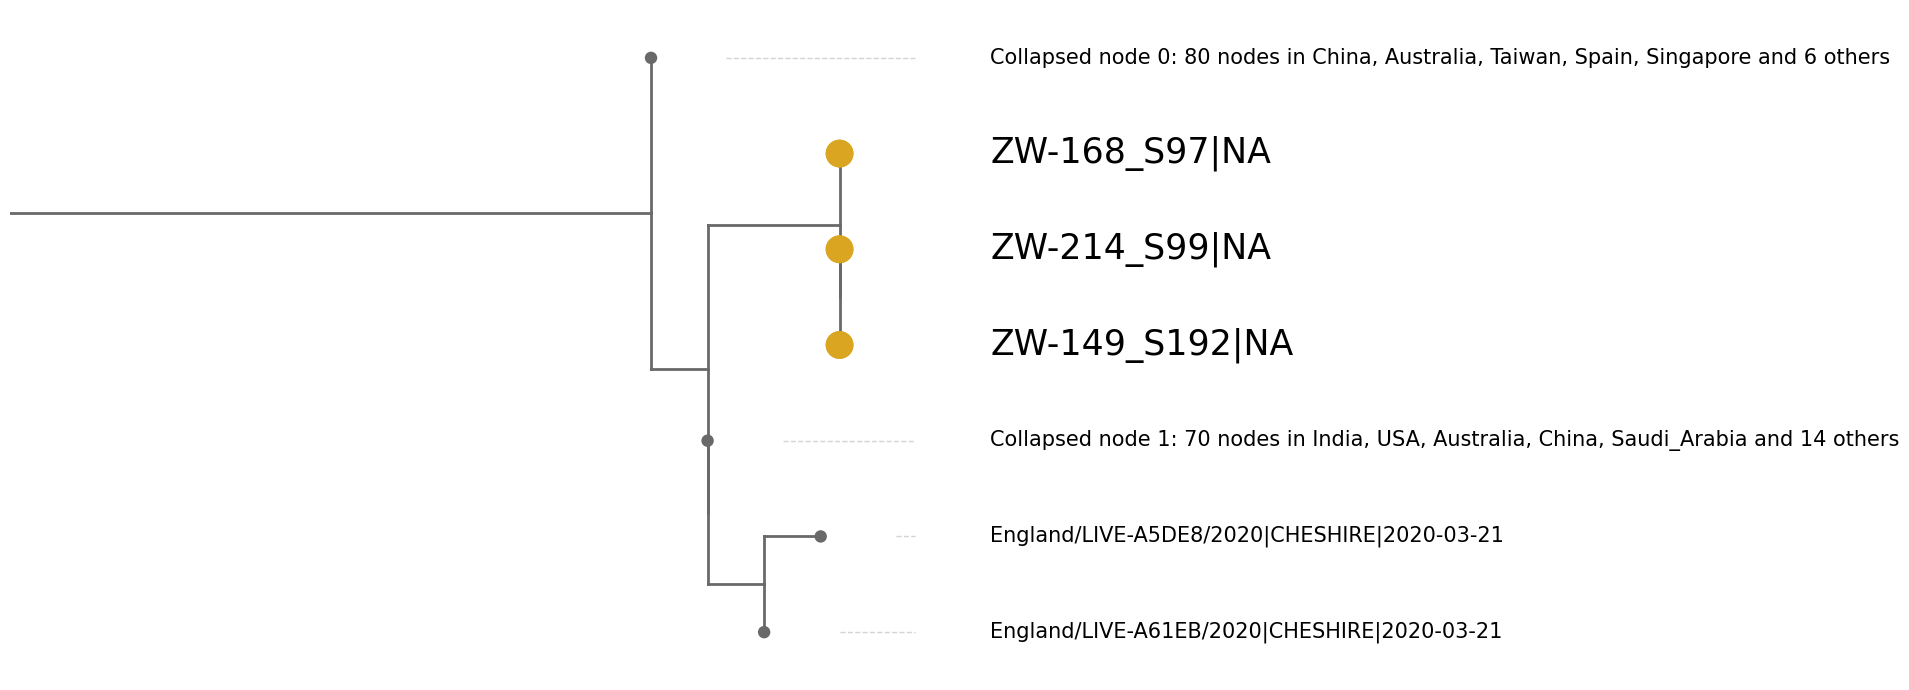 Collapsed node 0: 80 nodes in China, Australia, Taiwan, Spain, Singapore and 6 others
ZW-168_S97|NA
ZW-214_S99|NA
ZW-149_S192|NA
Collapsed node 1: 70 nodes in India, USA, Australia, China, Saudi_Arabia and 14 others
England/LIVE-A5DE8/2020|CHESHIRE|2020-03-21
England/LIVE-A61EB/2020|CHESHIRE|2020-03-21